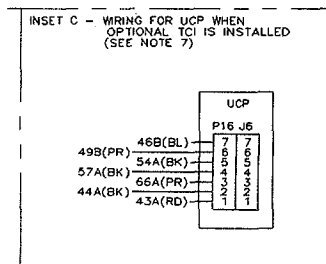 INSET C - WIRING FOR UCP WHEN
OPTIONAL TCI IS INSTALLED
(SEE NOTE 7)
UCP
P16 J6
46B(BL) 7 7
49B(PR) 6 6
54A(BK) 5 5
57A(BK) 4 4
66A(PR) 3 3
44A(BK) 2 2
43A(RD) 1 1